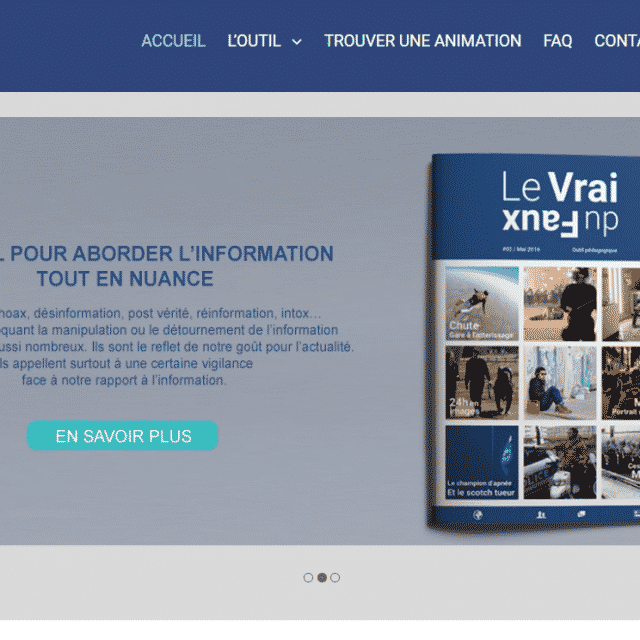 ACCUEIL L'OUTIL TROUVER UNE ANIMATION FAQ CONTA
L POUR ABORDER L'INFORMATION
TOUT EN NUANCE
hoax, désinformation, post vérité, réinformation, intox…
quant la manipulation ou le détournement de l'information
ussi nombreux. Ils sont le reflet de notre goût pour l'actualité.
ls appellent surtout à une certaine vigilance
face à notre rapport à l'information.
EN SAVOIR PLUS
Le Vrai
du Faux
#02 | Mai 2016 Outil pédagogique
Chute
Gare à l'atterrissage
24h en
images
M
Portrait
Le champion d'apnée
Et le scotch tueur
Ce
M